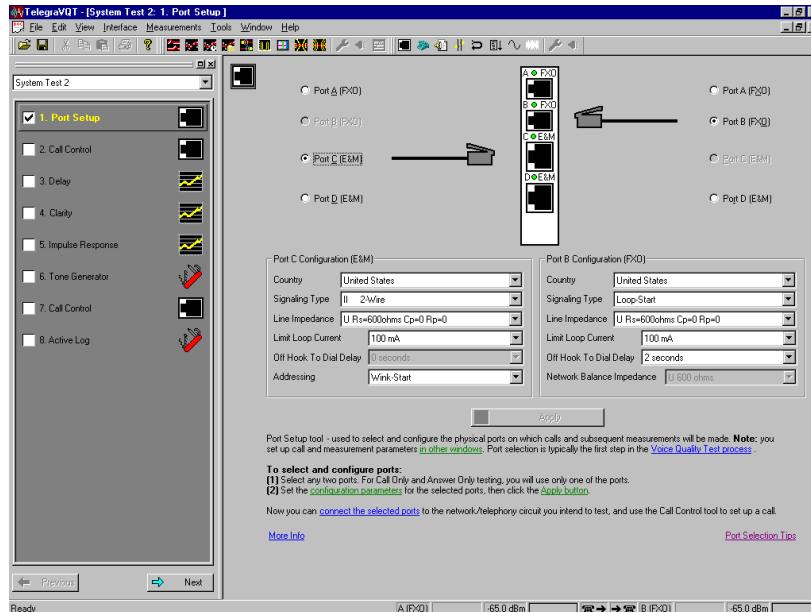 TelegraVQT - [System Test 2: 1. Port Setup]
File Edit View Interface Measurements Tools Window Help
System Test 2
1. Port Setup
2. Call Control
3. Delay
4. Clarity
5. Impulse Response
6. Tone Generator
7. Call Control
8. Active Log
Previous
Next
Port A (FXO)
Port B (FXO)
Port C (E&M)
Port D (E&M)
A FXO
B FXO
C E&M
D E&M
Port A (FXO)
Port B (FXO)
Port C (E&M)
Port D (E&M)
Port C Configuration (E&M)
Country United States
Signaling Type II 2-Wire
Line Impedance U Rs=600ohms Cp=0 Rp=0
Limit Loop Current 100 mA
Off Hook To Dial Delay 0 seconds
Addressing Wink-Start
Port B Configuration (FXO)
Country United States
Signaling Type Loop-Start
Line Impedance U Rs=600ohms Cp=0 Rp=0
Limit Loop Current 100 mA
Off Hook To Dial Delay 2 seconds
Network Balance Impedance U 600 ohms
Apply
Port Setup tool - used to select and configure the physical ports on which calls and subsequent measurements will be made. Note: you
set up call and measurement parameters in other windows. Port selection is typically the first step in the Voice Quality Test process .
To select and configure ports:
(1) Select any two ports. For Call Only and Answer Only testing, you will use only one of the ports.
(2) Set the configuration parameters for the selected ports, then click the Apply button.
Now you can connect the selected ports to the network/telephony circuit you intend to test, and use the Call Control tool to set up a call.
More Info
Port Selection Tips
Ready
A (FXO)
-65.0 dBm
B (FXO)
-65.0 dBm